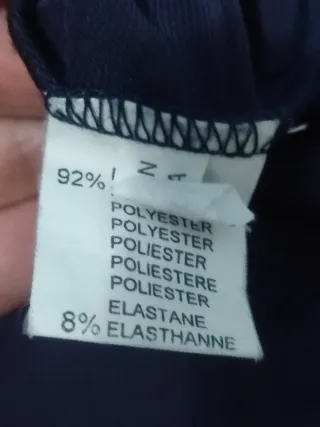 92%
POLYESTER
POLYESTER
POLIESTER
POLIESTERE
POLIESTER
ELASTANE
8% ELASTHANNE